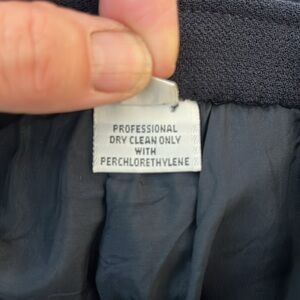 PROFESSIONAL
DRY CLEAN ONLY
WITH
PERCHLORETHYLENE